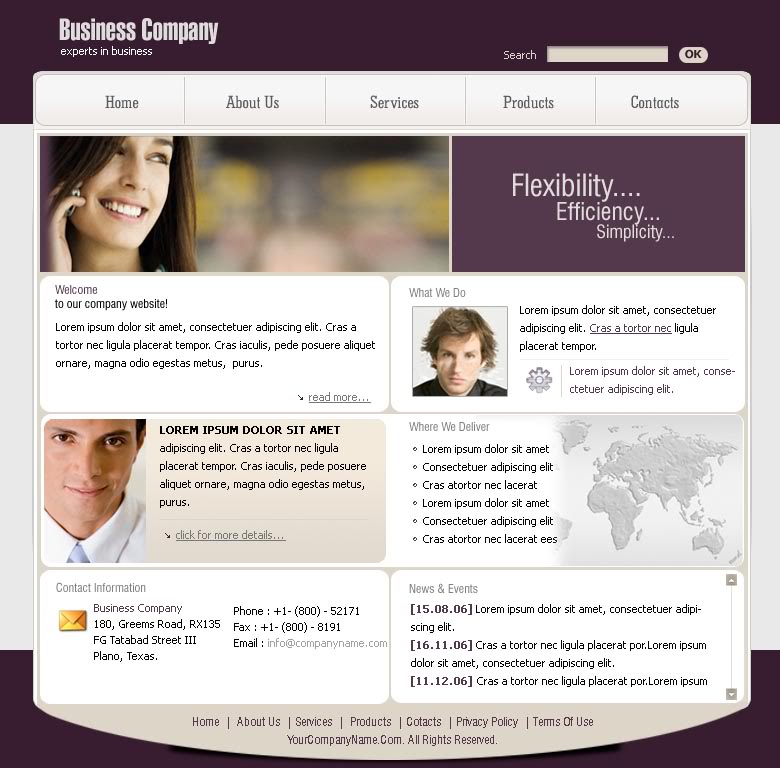 Business Company
experts in business
Search
OK
Home
About Us
Services
Products
Contacts
Flexibility....
Efficiency...
Simplicity...
Welcome
to our company website!
Lorem ipsum dolor sit amet, consectetuer adipiscing elit. Cras a
tortor nec ligula placerat tempor. Cras iaculis, pede posuere aliquet
ornare, magna odio egestas metus, purus.
read more...
What We Do
Lorem ipsum dolor sit amet, consectetuer
adipiscing elit. Cras a tortor nec ligula
placerat tempor.
Lorem ipsum dolor sit amet, conse-
ctetuer adipiscing elit.
LOREM IPSUM DOLOR SIT AMET
adipiscing elit. Cras a tortor nec ligula
placerat tempor. Cras iaculis, pede posuere
aliquet ornare, magna odio egestas metus,
purus.
click for more details...
Where We Deliver
Lorem ipsum dolor sit amet
Consectetuer adipiscing elit
Cras atortor nec lacerat
Lorem ipsum dolor sit amet
Consectetuer adipiscing elit
Cras atortor nec lacerat ees
Contact Information
Business Company
180, Greems Road, RX135
FG Tatabad Street III
Plano, Texas.
Phone : +1- (800) - 52171
Fax : +1- (800) - 8191
Email : info@companyname.com
News & Events
[15.08.06] Lorem ipsum dolor sit amet, consectetuer adipi-
scing elit.
[16.11.06] Cras a tortor nec ligula placerat por.Lorem ipsum
dolor sit amet, consectetuer adipiscing elit.
[11.12.06] Cras a tortor nec ligula placerat por.Lorem ipsum
Home | About Us | Services | Products | Cotacts | Privacy Policy | Terms Of Use
YourCompanyName.Com. All Rights Reserved.